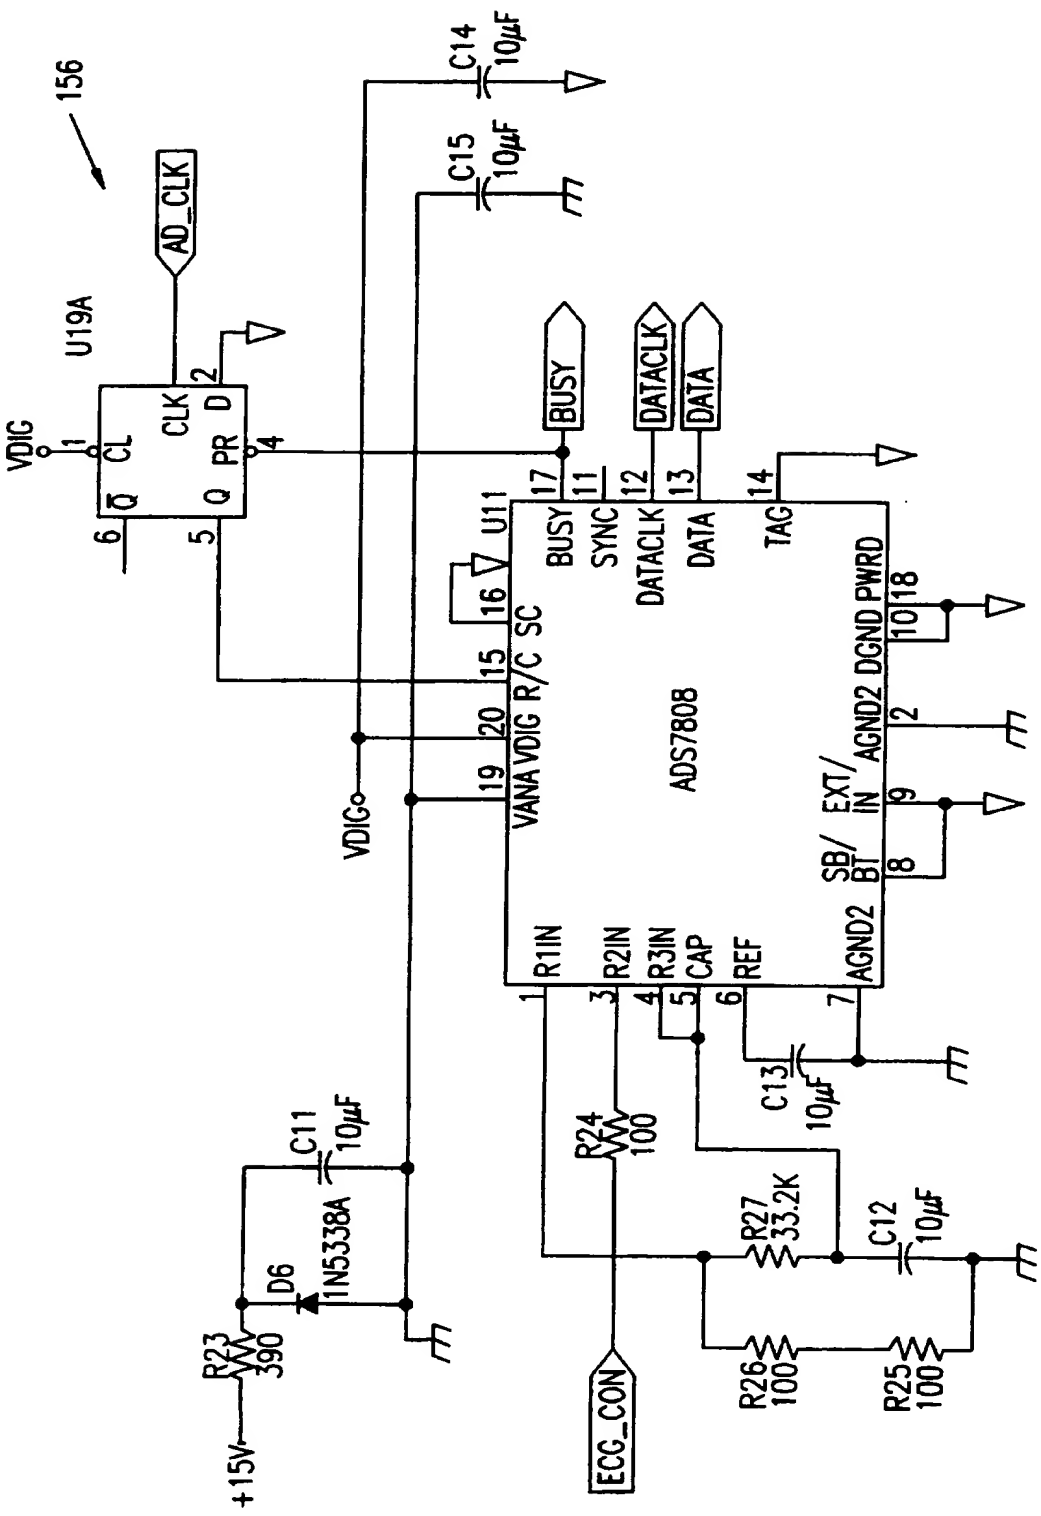 156
AD_CLK
U19A
VDIG
1
CL
CLK
2
D
PR
4
Q
6
Q
5
C14
10µF
C15
10µF
BUSY
DATACLK
DATA
U11
17
11
12
13
14
BUSY
SYNC
DATACLK
DATA
TAG
16
SC
15
R/C
20
VDIG
19
VANA
VDIG
ADS7808
PWRD
18
DGND
10
AGND2
2
EXT/
IN
9
SB/
BT
8
R1IN
1
R2IN
3
R3IN
4
CAP
5
REF
6
AGND2
7
C13
10µF
R24
100
C11
10µF
D6
1N5338A
R23
390
+15V
R27
33.2K
C12
10µF
R26
100
R25
100
ECG_CON